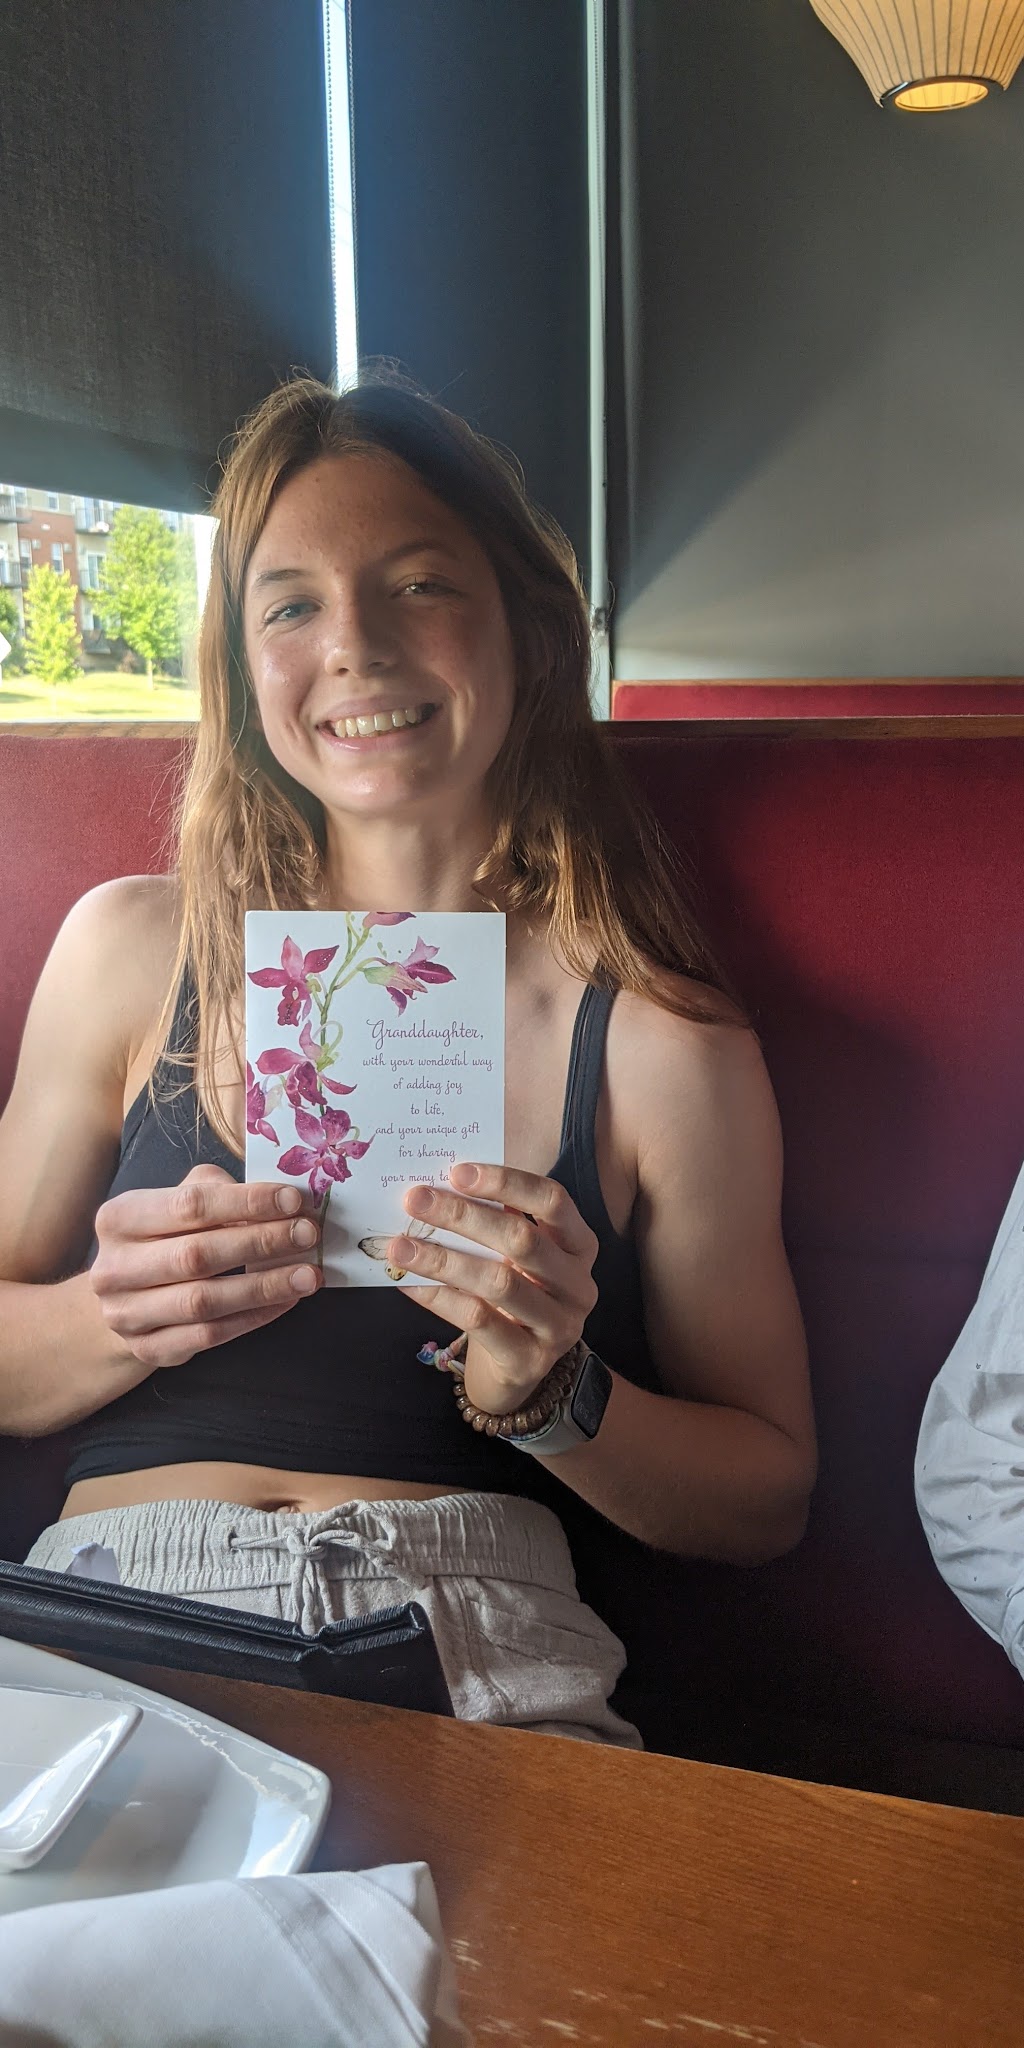 Granddaughter,
with your wonderful way
of adding joy
to life,
and your unique gift
for sharing
your many